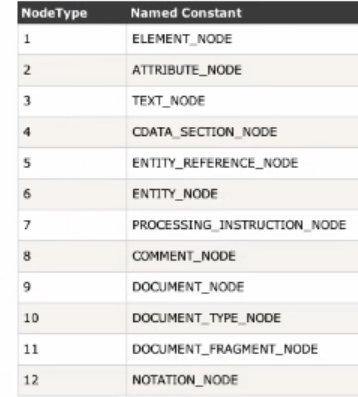 NodeType Named Constant
1 ELEMENT_NODE
2 ATTRIBUTE_NODE
3 TEXT_NODE
4 CDATA_SECTION_NODE
5 ENTITY_REFERENCE_NODE
6 ENTITY_NODE
7 PROCESSING_INSTRUCTION_NODE
8 COMMENT_NODE
9 DOCUMENT_NODE
10 DOCUMENT_TYPE_NODE
11 DOCUMENT_FRAGMENT_NODE
12 NOTATION_NODE